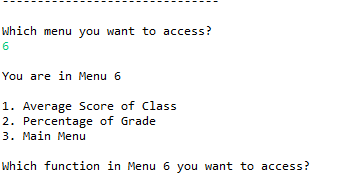 -------------------------------
Which menu you want to access?
6
You are in Menu 6
1. Average Score of Class
2. Percentage of Grade
3. Main Menu
Which function in Menu 6 you want to access?